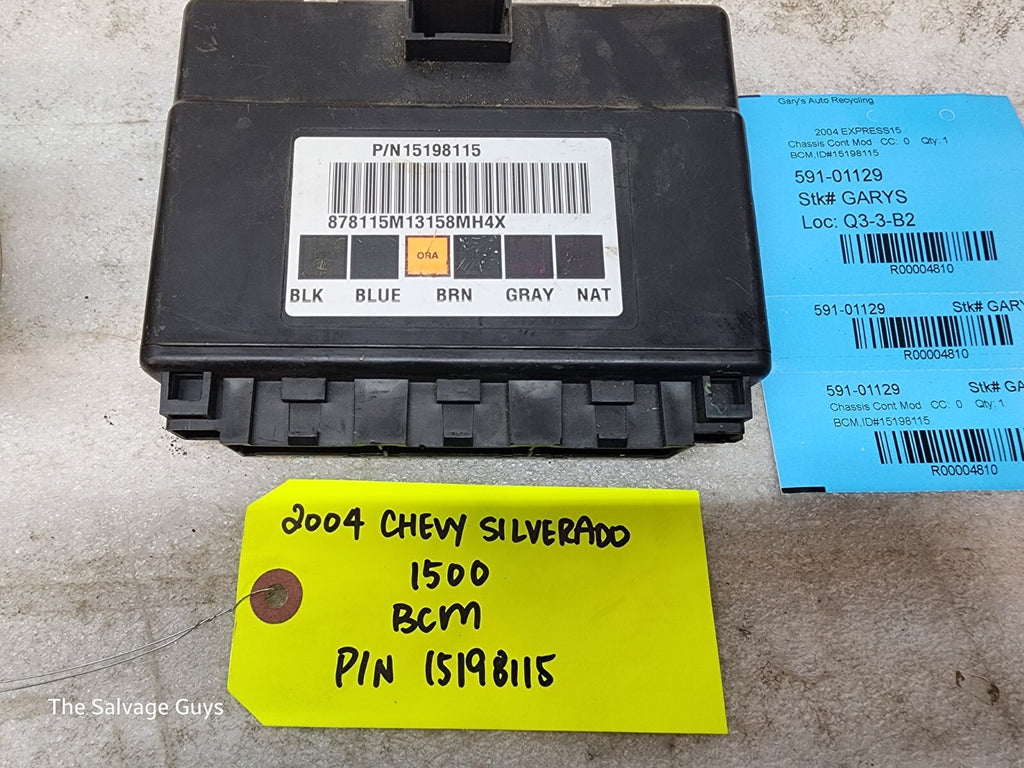 P/N15198115
878115M13158MH4X
ORA
BLK BLUE BRN GRAY NAT
Gary's Auto Recycling
2004 EXPRESS15
Chassis Cont Mod CC: 0 Qty: 1
BCM,ID#15198115
591-01129
Stk# GARYS
Loc: Q3-3-B2
R00004810
591-01129 Stk# GARY
R00004810
591-01129 Stk# GA
Chassis Cont Mod CC: 0 Qty: 1
BCM,ID#15198115
R00004810
2004 CHEVY SILVERADO
1500
BCM
P/N 15198115
The Salvage Guys